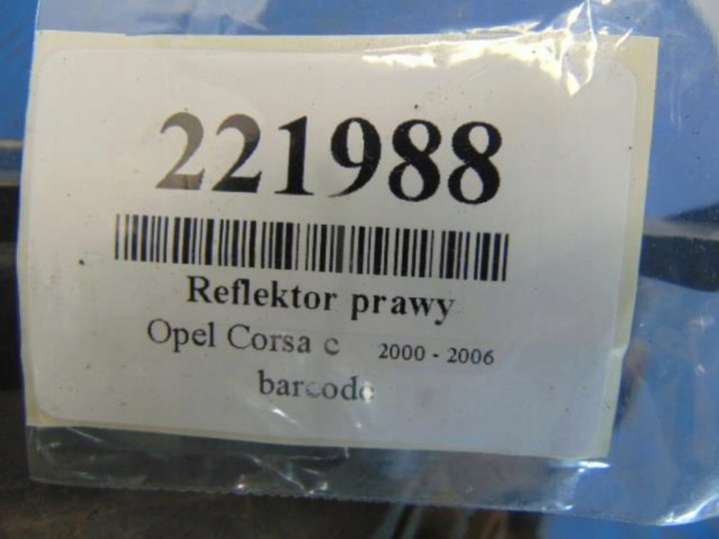 221988
Reflektor prawy
Opel Corsa c 2000 - 2006
barcode